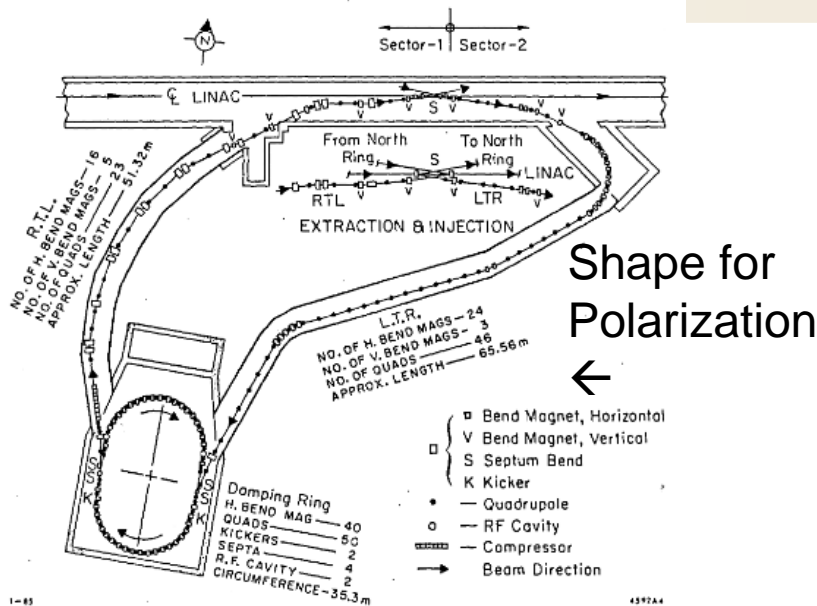 N
Sector-1 Sector-2
℄ LINAC
S
V
V
V
V
V
V
V
From North Ring
To North Ring
S
LINAC
RTL
LTR
V
V
V
V
EXTRACTION & INJECTION
R.T.L.
NO. OF H. BEND MAGS—16
NO. OF V. BEND MAGS—5
NO. OF QUADS—23
APPROX. LENGTH—51.32m
Shape for
Polarization
←
L.T.R.
NO. OF H. BEND MAGS—24
NO. OF V. BEND MAGS—3
NO. OF QUADS—46
APPROX. LENGTH—65.56m
S
S
K
S
S
K
Damping Ring
H. BEND MAG—40
QUADS—50
KICKERS—2
SEPTA—4
R.F. CAVITY—2
CIRCUMFERENCE-35.3m
Bend Magnet, Horizontal
V Bend Magnet, Vertical
S Septum Bend
K Kicker
— Quadrupole
— RF Cavity
— Compressor
Beam Direction
1-85
4592A4